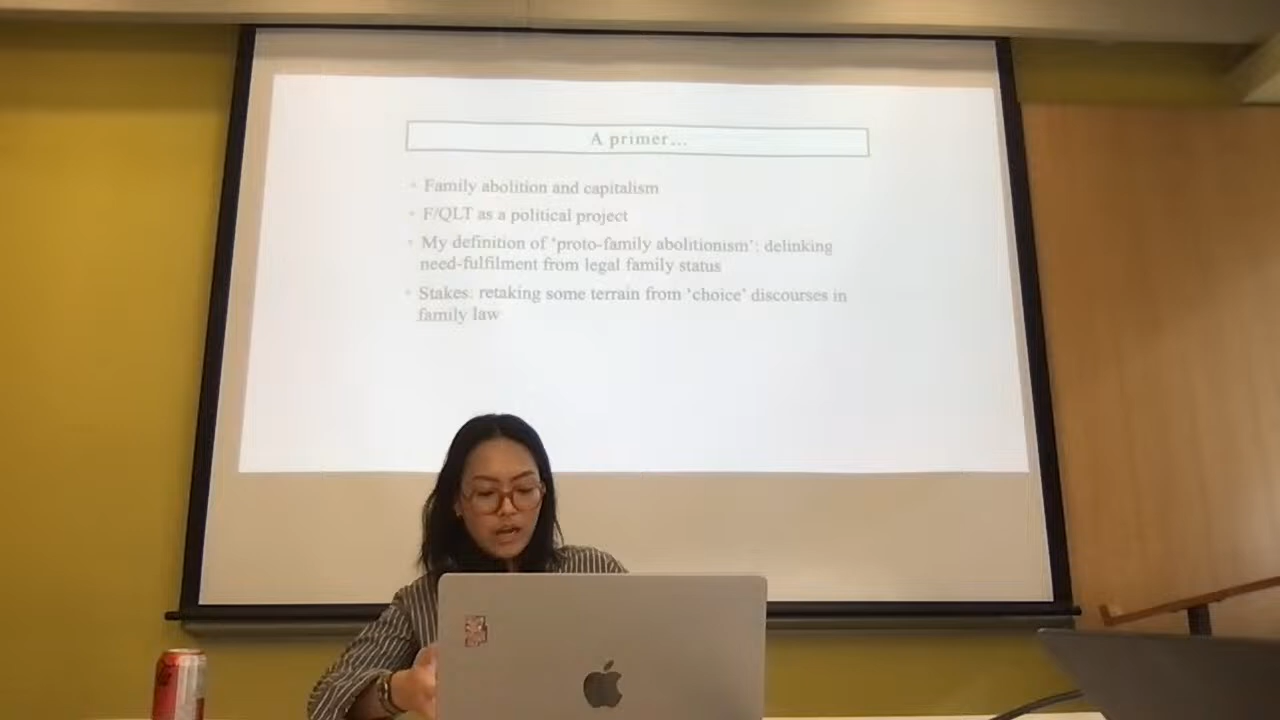 A primer...
• Family abolition and capitalism
• F/QLT as a political project
• My definition of 'proto-family abolitionism': delinking
need-fulfilment from legal family status
• Stakes: retaking some terrain from 'choice' discourses in
family law